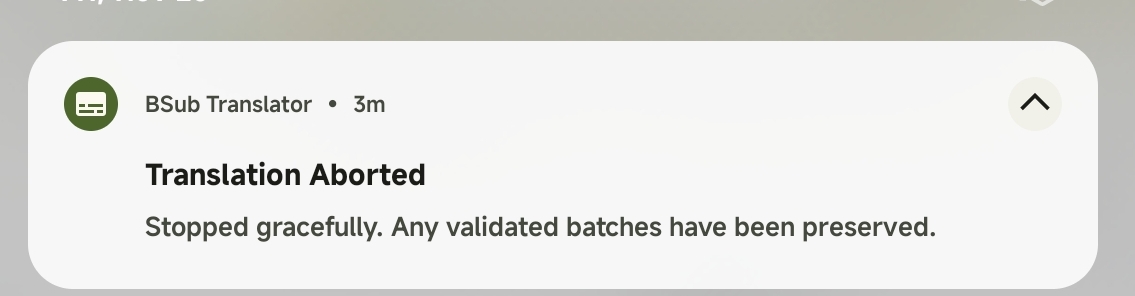 BSub Translator • 3m
Translation Aborted
Stopped gracefully. Any validated batches have been preserved.